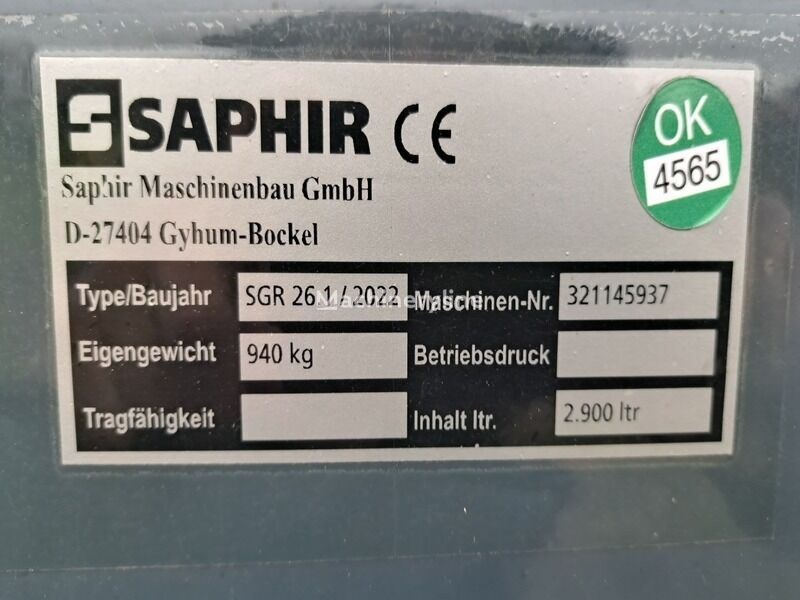 SAPHIR CE
OK
4565
Saphir Maschinenbau GmbH
D-27404 Gyhum-Bockel
Type/Baujahr SGR 26.1 / 2022 Maschinen-Nr. 321145937
Eigengewicht 940 kg Betriebsdruck
Tragfähigkeit Inhalt ltr. 2.900 ltr
Machineryline